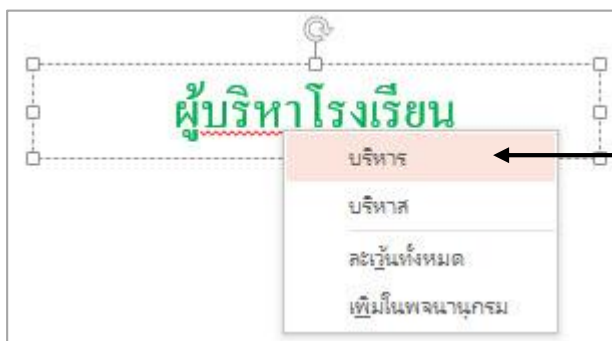 ผู้บริหาโรงเรียน
บริหาร
บริหาส
ละเว้นทั้งหมด
เพิ่มในพจนานุกรม